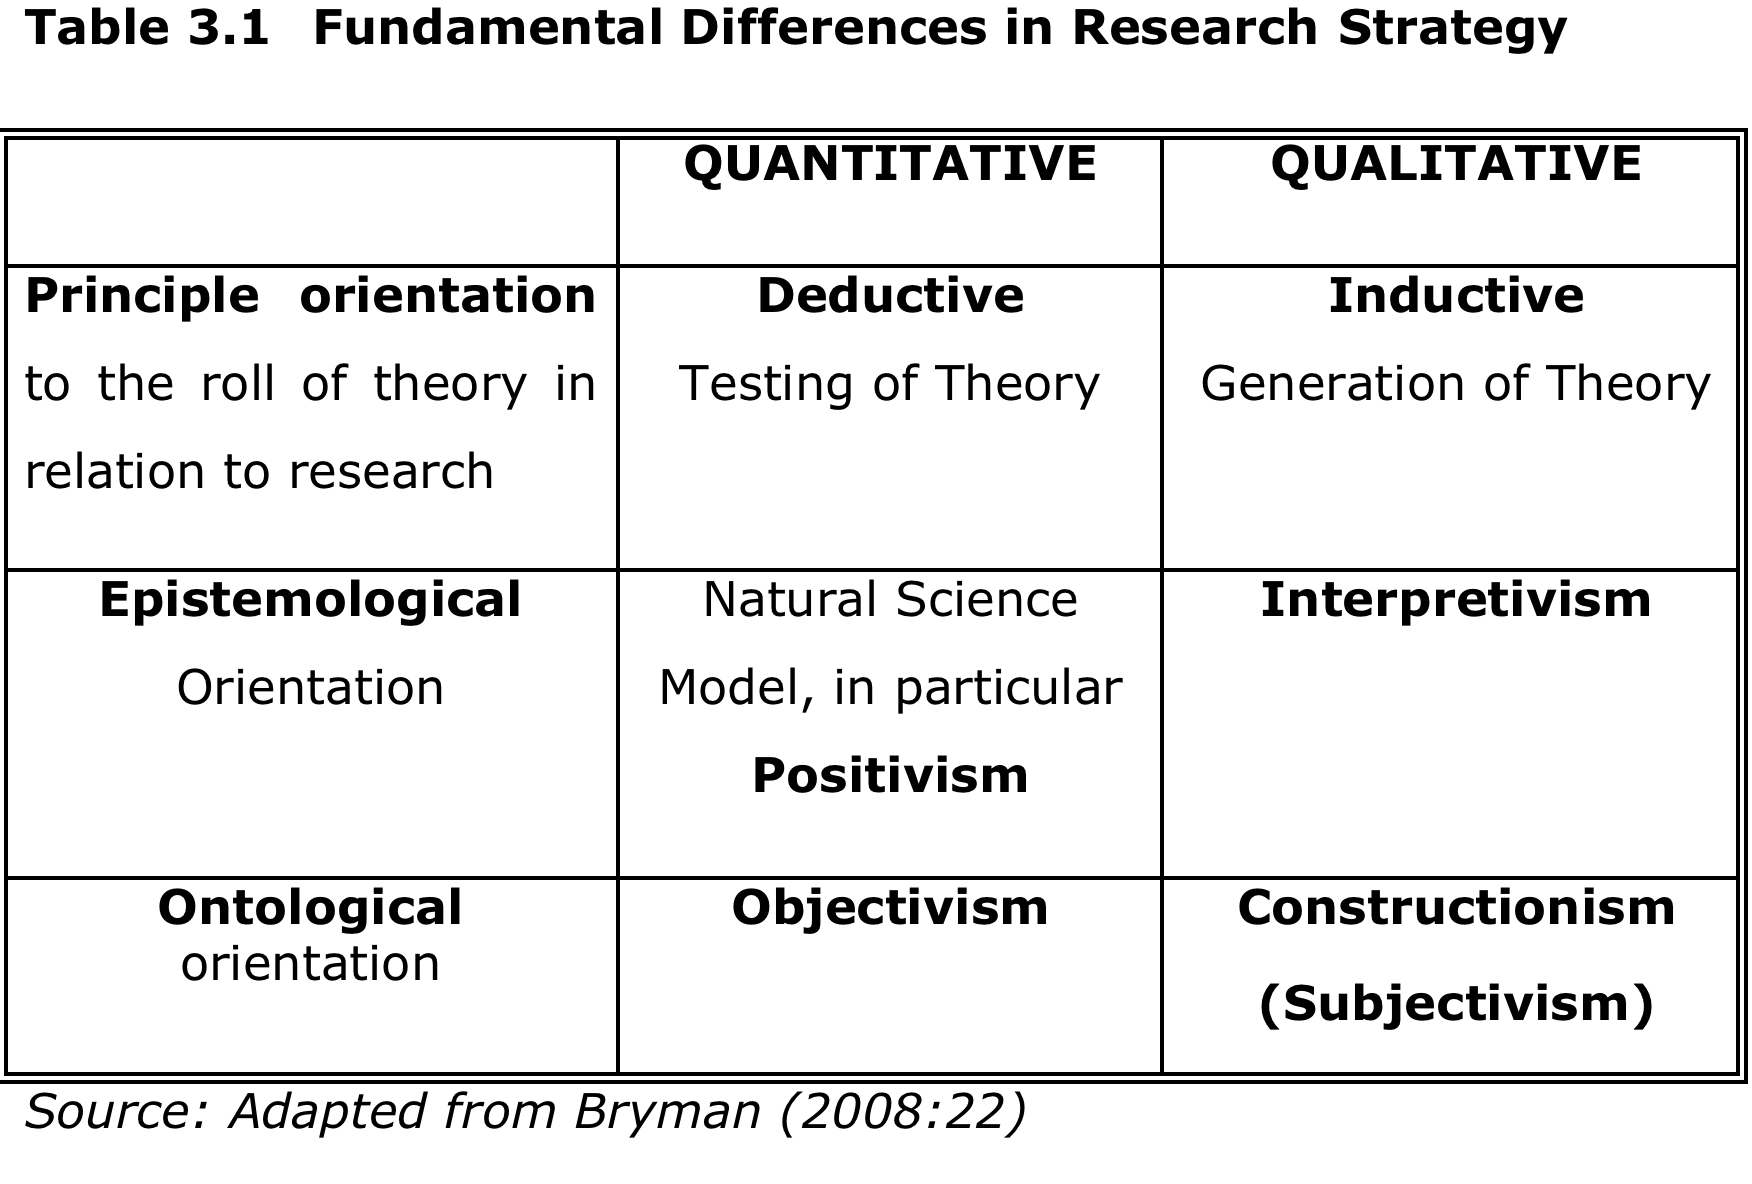 Table 3.1 Fundamental Differences in Research Strategy
QUANTITATIVE
QUALITATIVE
Principle orientation
to the roll of theory in
relation to research
Deductive
Testing of Theory
Inductive
Generation of Theory
Epistemological
Orientation
Natural Science
Model, in particular
Positivism
Interpretivism
Ontological
orientation
Objectivism
Constructionism
(Subjectivism)
Source: Adapted from Bryman (2008:22)